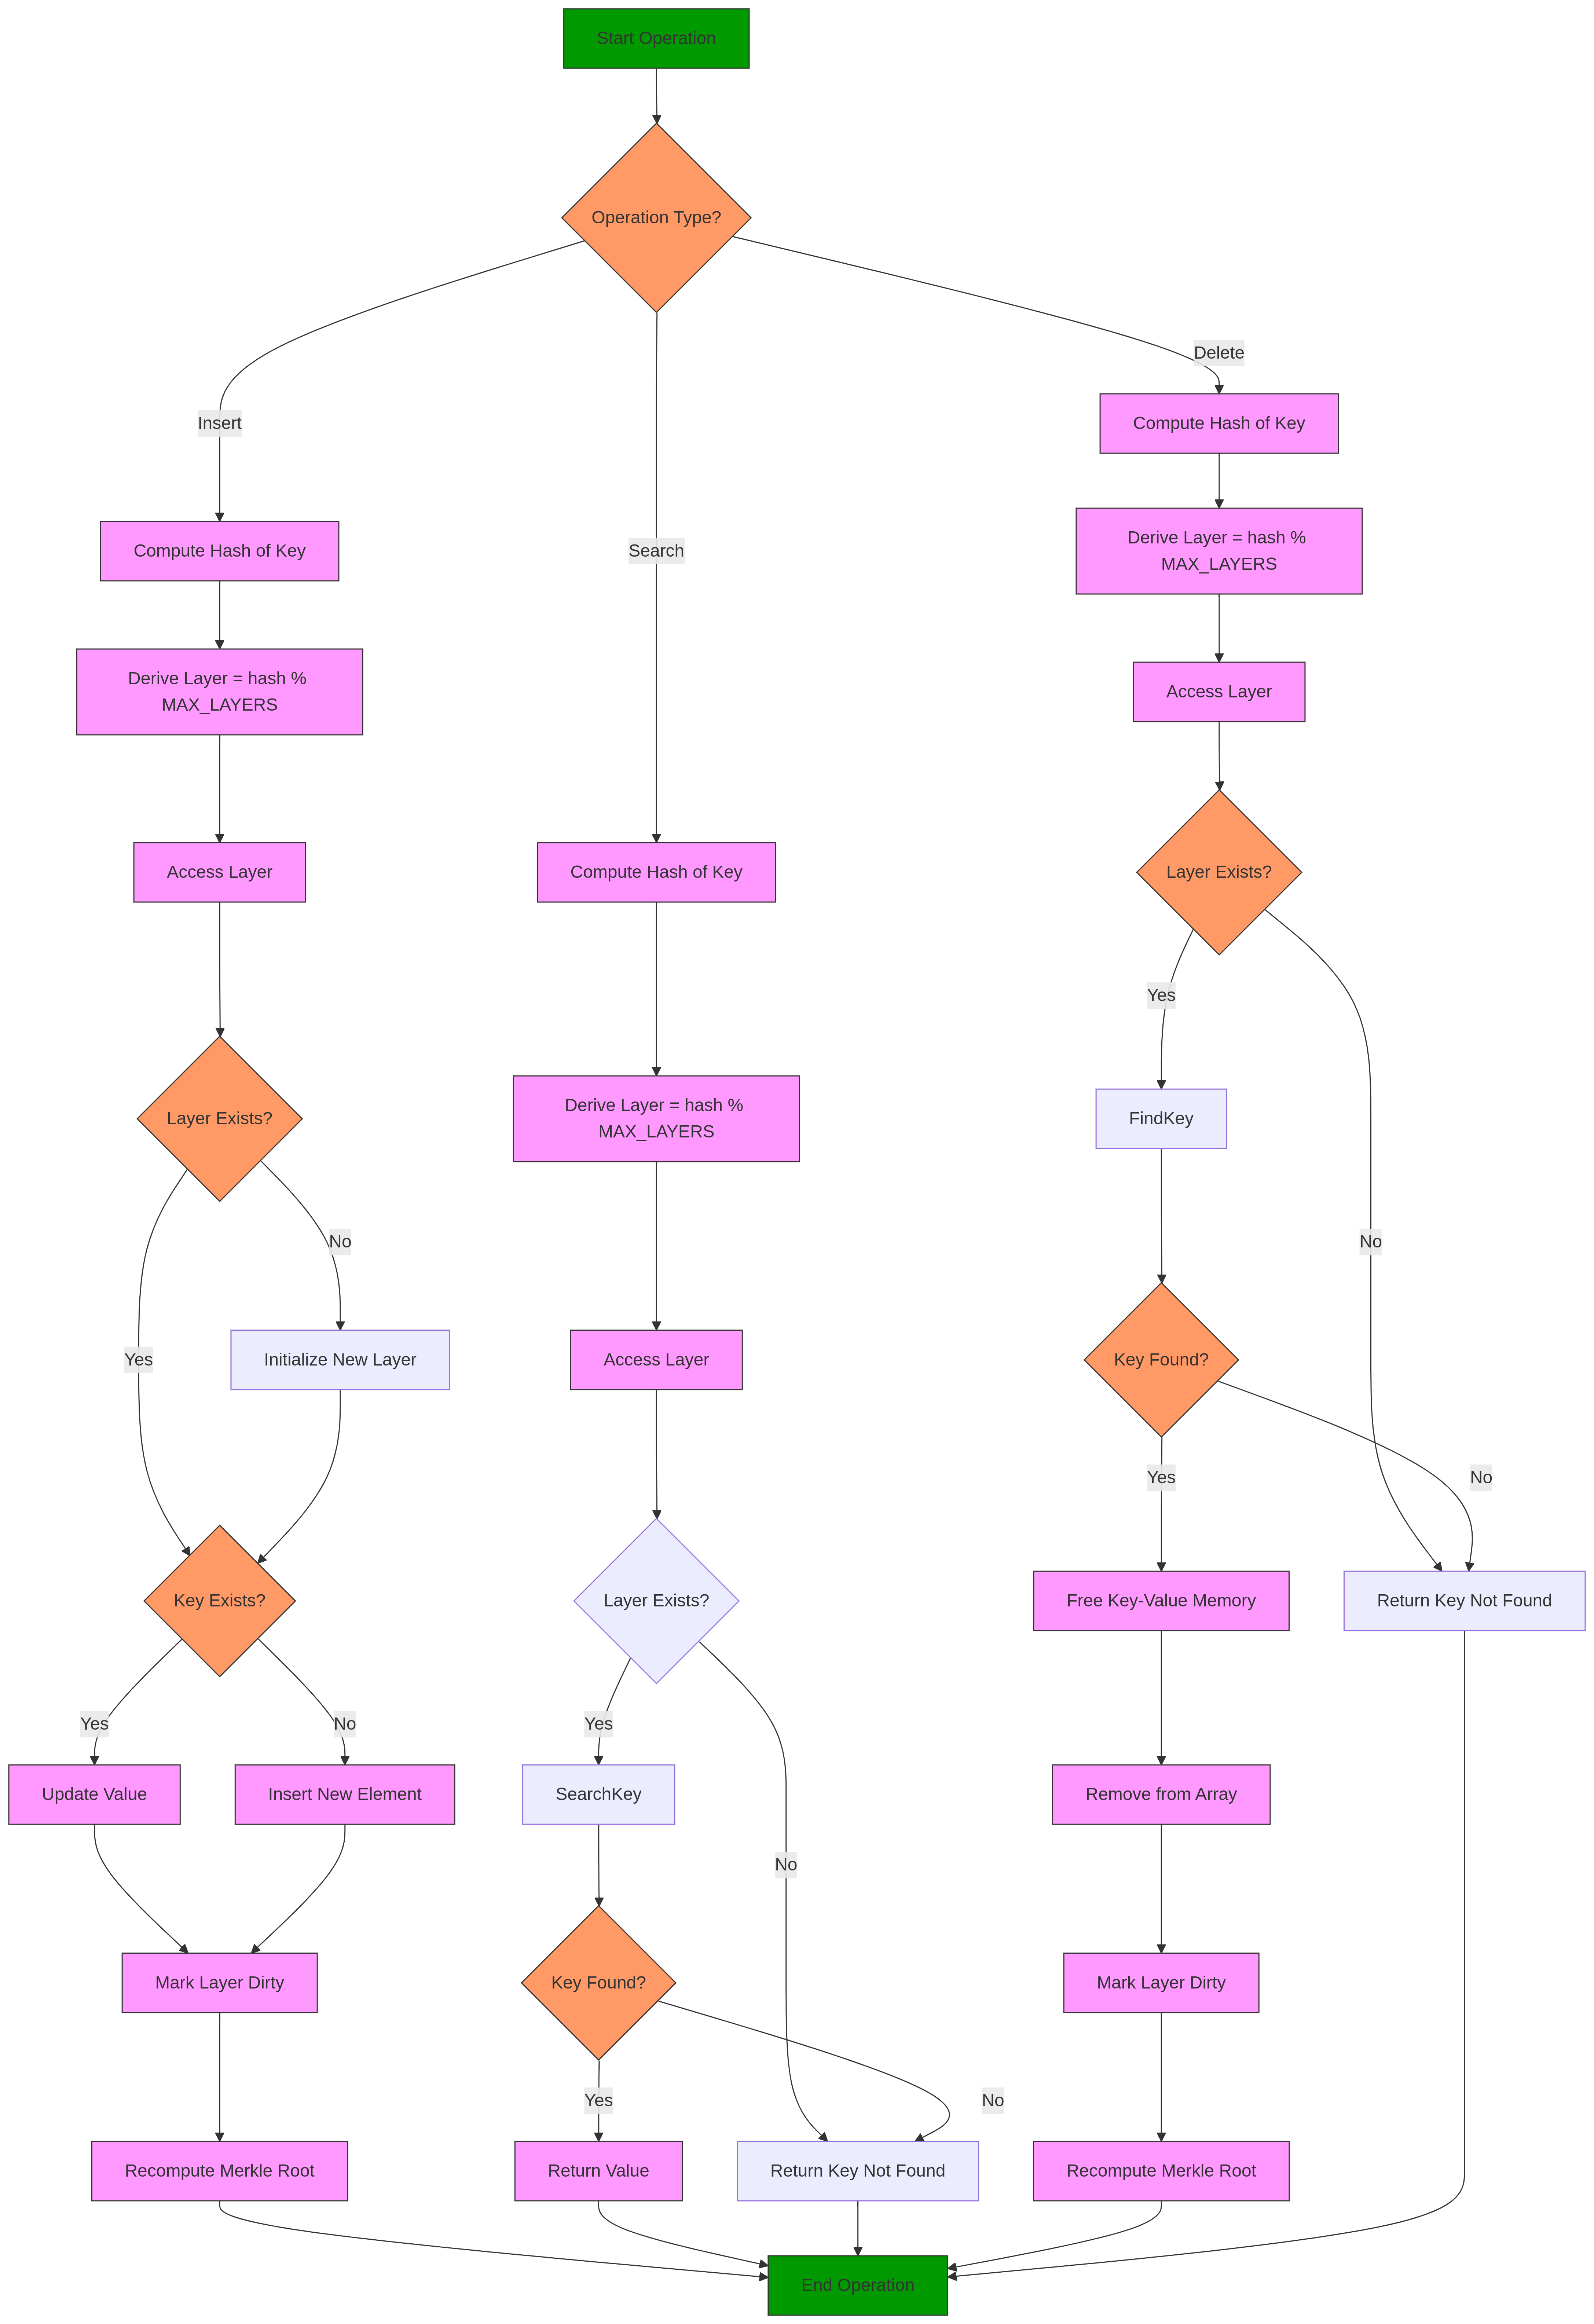 Start Operation
Operation Type?
Delete
Insert
Compute Hash of Key
Search
Compute Hash of Key
Derive Layer = hash %
MAX_LAYERS
Derive Layer = hash %
MAX_LAYERS
Access Layer
Access Layer
Compute Hash of Key
Layer Exists?
Yes
Layer Exists?
Derive Layer = hash %
MAX_LAYERS
FindKey
No
No
Yes
Initialize New Layer
Access Layer
Key Found?
Yes
No
Key Exists?
Layer Exists?
Free Key-Value Memory
Return Key Not Found
Yes
No
Yes
Update Value
Insert New Element
SearchKey
Remove from Array
No
Mark Layer Dirty
Key Found?
Mark Layer Dirty
Yes
No
Recompute Merkle Root
Return Value
Return Key Not Found
Recompute Merkle Root
End Operation